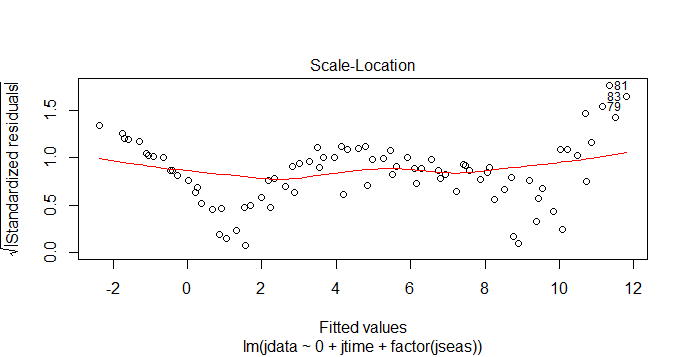 Scale-Location
√|Standardized residuals|
0.0 0.5 1.0 1.5
81
83
79
-2 0 2 4 6 8 10 12
Fitted values
lm(jdata ~ 0 + jtime + factor(jseas))